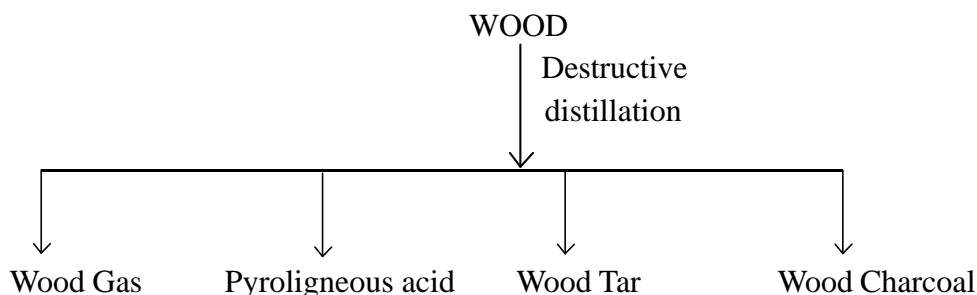 WOOD
Destructive
distillation
Wood Gas Pyroligneous acid Wood Tar Wood Charcoal